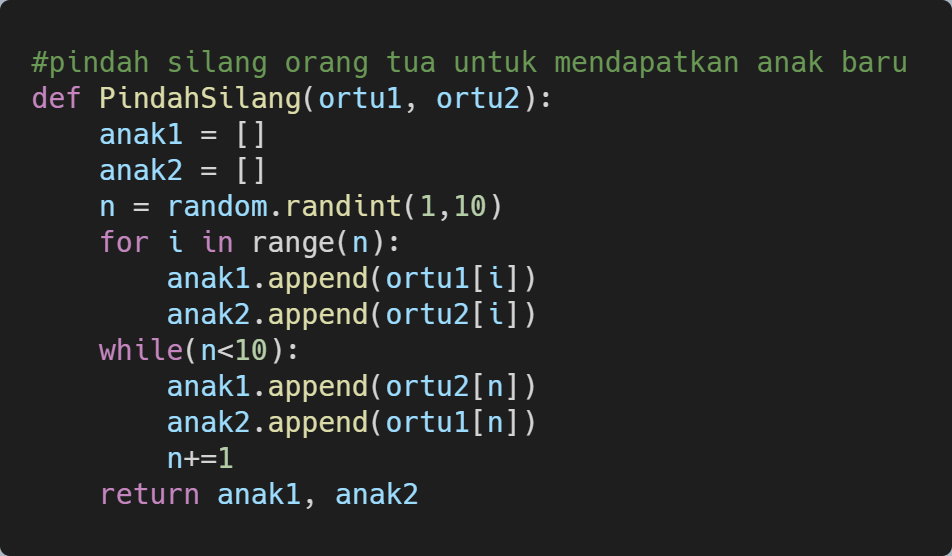 #pindah silang orang tua untuk mendapatkan anak baru
def PindahSilang(ortu1, ortu2):
    anak1 = []
    anak2 = []
    n = random.randint(1,10)
    for i in range(n):
        anak1.append(ortu1[i])
        anak2.append(ortu2[i])
    while(n<10):
        anak1.append(ortu2[n])
        anak2.append(ortu1[n])
        n+=1
    return anak1, anak2